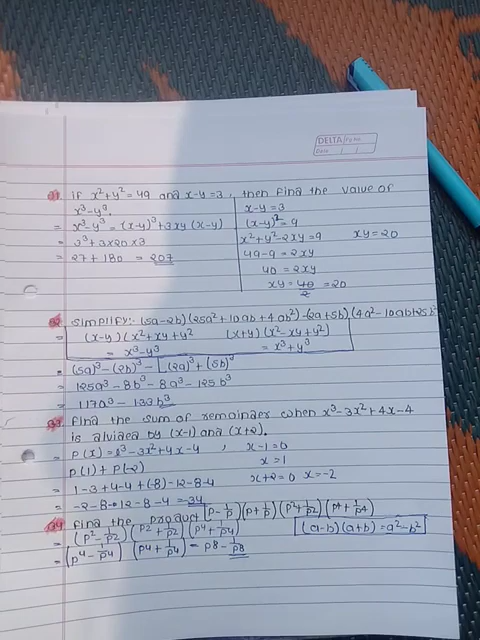 DELTA Pg No.
Date / /
Q1 If x²+y²=49 and x-y=3, then find the value of
x³-y³.
= x³-y³=(x-y)³+3xy(x-y)
= 3³+3×20×3
= 27+180 = 207
x-y=3
(x-y)²=9
x²+y²-2xy=9 xy=20
49-9=2xy
40=2xy
xy=40/2=20
Q2 Simplify:- (5a-2b)(25a²+10ab+4ab²)-(2a+5b)(4a²-10ab+25b²
= (x-y)(x²+xy+y² (x+y)(x²-xy+y²)
= x³-y³ = x³+y³
= (5a)³-(2b)³-[(2a)³+(5b)³
= 125a³-8b³-8a³-125b³
= 117a³-133b³
Q3 Find the sum of remainder when x³-3x²+4x-4
is divided by (x-1) and (x+2).
= P(x)=x³-3x²+4x-4 , x-1=0
P(1)+P(-2) x=1
= 1-3+4-4+(-8)-12-8-4 x+2=0 x=-2
= -2-8-12-8-4=-34
Q4 Find the product (p-1/p)(p+1/p)(p²+1/p2)(p⁴+1/p4)
= (p²-1/p2)(p²+1/p2)(p⁴+1/p4) (a-b)(a+b)=a²-b²
= (p⁴-1/p4)(p4+1/p4)=p8-1/p8